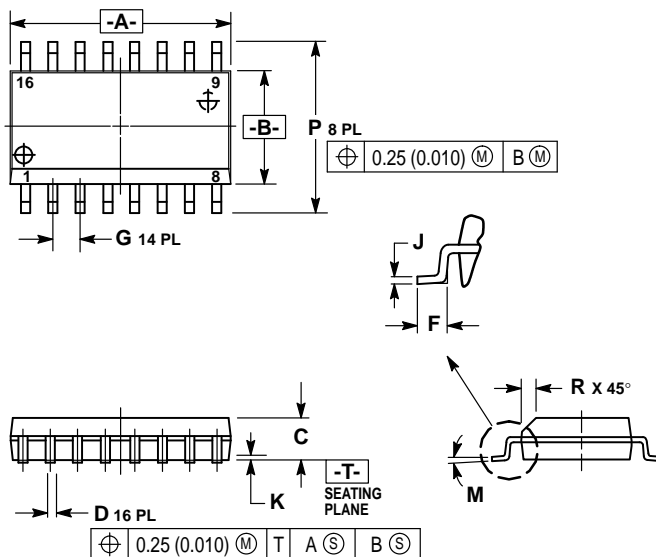 -A-
16 9
-B-
P 8 PL
⌖ 0.25 (0.010) Ⓜ B Ⓜ
1 8
G 14 PL
J
F
R X 45°
C
-T-
K
SEATING
PLANE
M
D 16 PL
⌖ 0.25 (0.010) Ⓜ T A Ⓢ B Ⓢ